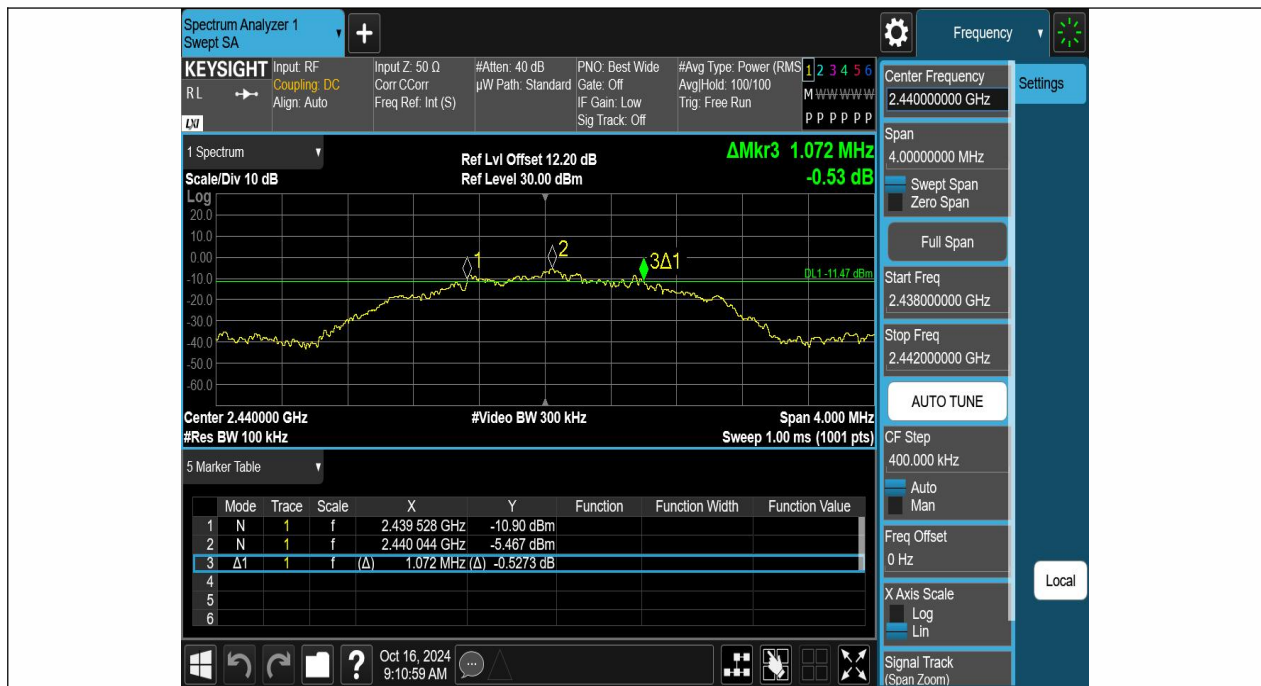 Spectrum Analyzer 1
Swept SA
+
Frequency
KEYSIGHT
RL
LXI
Input: RF
Coupling: DC
Align: Auto
Input Z: 50 Ω
Corr CCorr
Freq Ref: Int (S)
#Atten: 40 dB
µW Path: Standard
PNO: Best Wide
Gate: Off
IF Gain: Low
Sig Track: Off
#Avg Type: Power (RMS
Avg|Hold: 100/100
Trig: Free Run
1 2 3 4 5 6
M W W W W W
P P P P P P
1 Spectrum
Scale/Div 10 dB
Ref Lvl Offset 12.20 dB
Ref Level 30.00 dBm
ΔMkr3 1.072 MHz
-0.53 dB
Log
20.0
10.0
0.00
-10.0
-20.0
-30.0
-40.0
-50.0
-60.0
1
2
3Δ1
DL1 -11.47 dBm
Center 2.440000 GHz
#Video BW 300 kHz
Span 4.000 MHz
#Res BW 100 kHz
Sweep 1.00 ms (1001 pts)
5 Marker Table
Mode Trace Scale X Y Function Function Width Function Value
1 N 1 f 2.439 528 GHz -10.90 dBm
2 N 1 f 2.440 044 GHz -5.467 dBm
3 Δ1 1 f (Δ) 1.072 MHz (Δ) -0.5273 dB
4
5
6
?
Oct 16, 2024
9:10:59 AM
Center Frequency
2.440000000 GHz
Span
4.00000000 MHz
Swept Span
Zero Span
Full Span
Start Freq
2.438000000 GHz
Stop Freq
2.442000000 GHz
AUTO TUNE
CF Step
400.000 kHz
Auto
Man
Freq Offset
0 Hz
X Axis Scale
Log
Lin
Signal Track
(Span Zoom)
Settings
Local